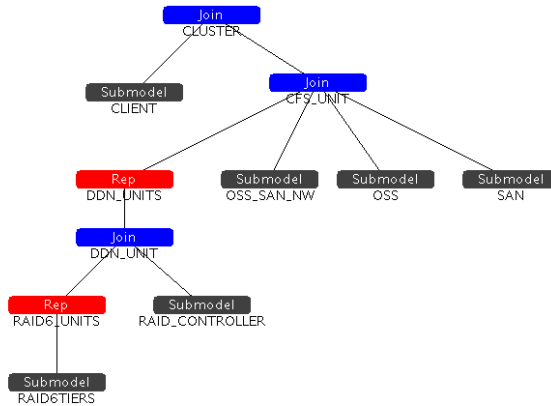 Join
CLUSTER
Submodel
CLIENT
Join
CFS_UNIT
Rep
DDN_UNITS
Submodel
OSS_SAN_NW
Submodel
OSS
Submodel
SAN
Join
DDN_UNIT
Rep
RAID6_UNITS
Submodel
RAID_CONTROLLER
Submodel
RAID6TIERS